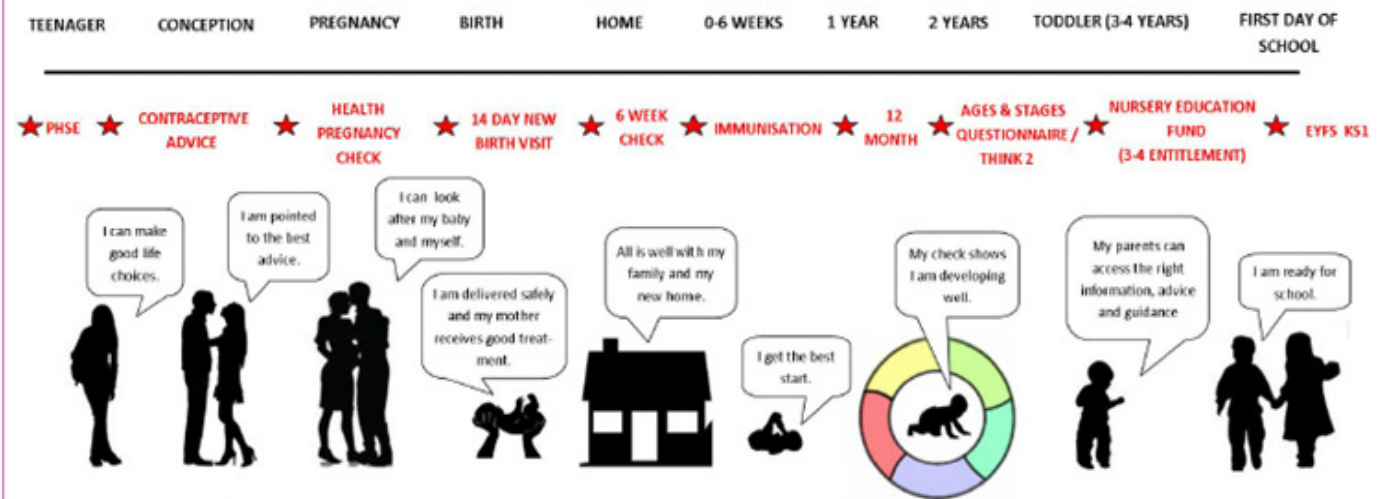 TEENAGER CONCEPTION PREGNANCY BIRTH HOME 0-6 WEEKS 1 YEAR 2 YEARS TODDLER (3-4 YEARS) FIRST DAY OF
SCHOOL
PHSE
CONTRACEPTIVE
ADVICE
HEALTH
PREGNANCY
CHECK
14 DAY NEW
BIRTH VISIT
6 WEEK
CHECK
IMMUNISATION
12
MONTH
AGES & STAGES
QUESTIONNAIRE /
THINK 2
NURSERY EDUCATION
FUND
(3-4 ENTITLEMENT)
EYFS KS1
I can make
good life
choices.
I am pointed
to the best
advice.
I can look
after my baby
and myself.
I am delivered safely
and my mother
receives good treat-
ment.
All is well with my
family and my
new home.
I get the best
start.
My check shows
I am developing
well.
My parents can
access the right
information, advice
and guidance
I am ready for
school.